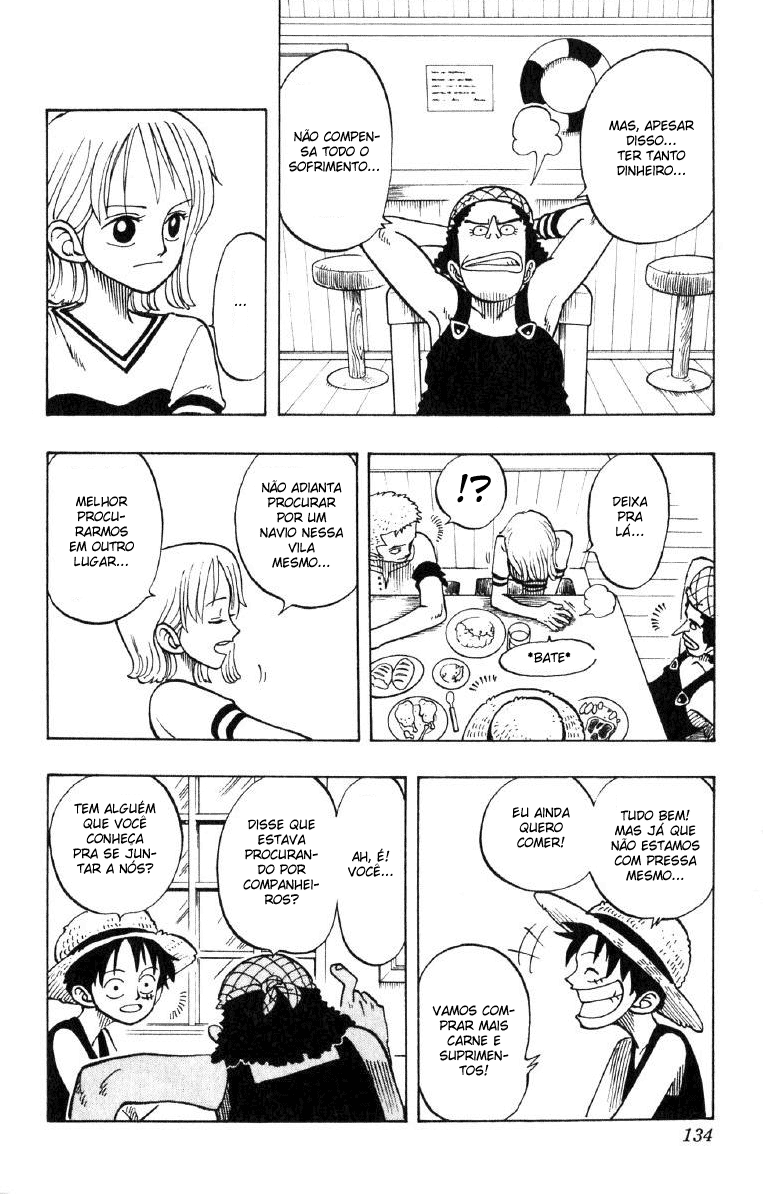 MAS, APESAR
DISSO...
TER TANTO
DINHEIRO...
NÃO COMPEN-
SA TODO O
SOFRIMENTO...
...
DEIXA
PRA
LÁ...
!?
*BATE*
NÃO ADIANTA
PROCURAR
POR UM
NAVIO NESSA
VILA
MESMO...
MELHOR
PROCU-
RARMOS
EM OUTRO
LUGAR...
TUDO BEM!
MAS JÁ QUE
NÃO ESTAMOS
COM PRESSA
MESMO...
EU AINDA
QUERO
COMER!
VAMOS COM-
PRAR MAIS
CARNE E
SUPRIMEN-
TOS!
AH, É!
VOCÊ...
DISSE QUE
ESTAVA
PROCURAN-
DO POR
COMPANHEI-
ROS?
TEM ALGUÉM
QUE VOCÊ
CONHEÇA
PRA SE JUN-
TAR A NÓS?
134